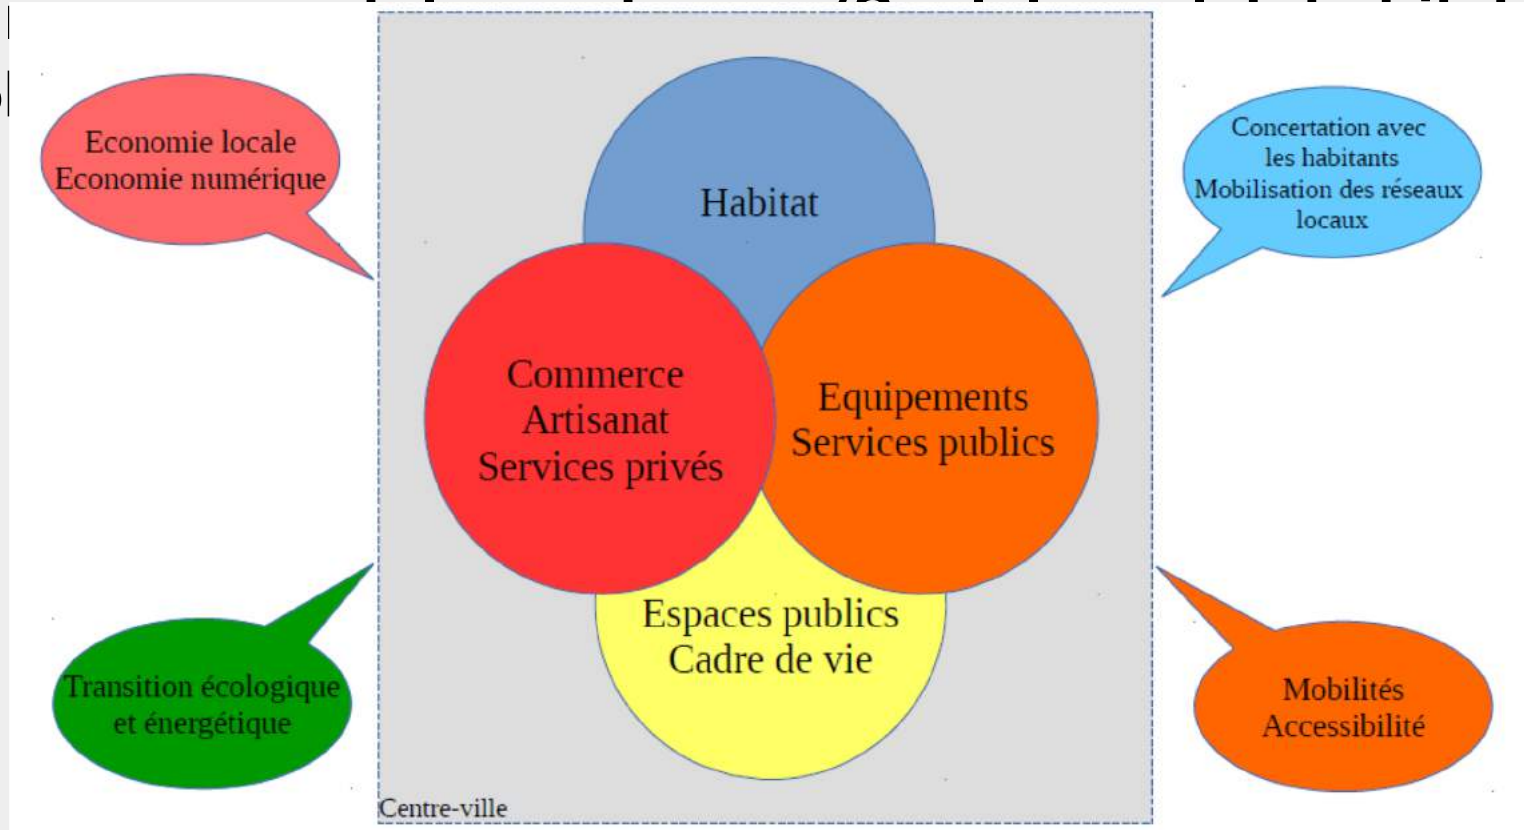 Economie locale
Economie numérique
Concertation avec
les habitants
Mobilisation des réseaux
locaux
Habitat
Commerce
Artisanat
Services privés
Equipements
Services publics
Espaces publics
Cadre de vie
Transition écologique
et énergétique
Mobilités
Accessibilité
Centre-ville